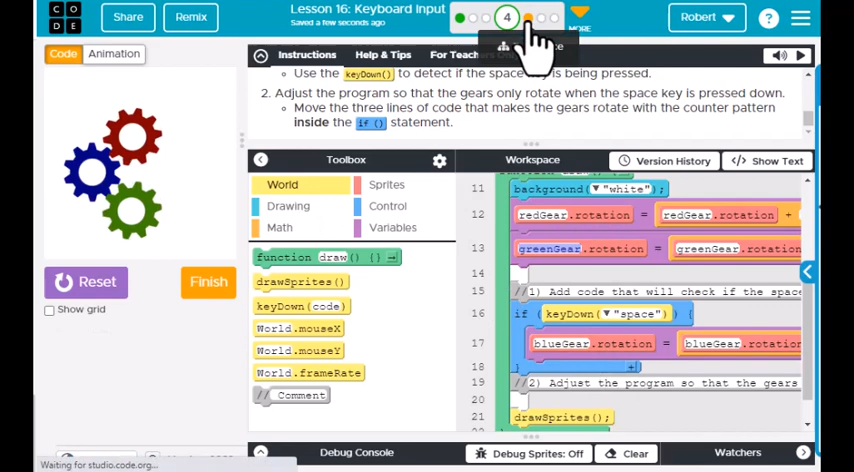 C O
D E
Share
Remix
Lesson 16: Keyboard Input
Saved a few seconds ago
4
MORE
Robert
?
Code
Animation
Instructions
Help & Tips
For Teachers Only
Use the keyDown() to detect if the space key is being pressed.
2. Adjust the program so that the gears only rotate when the space key is pressed down.
Move the three lines of code that makes the gears rotate with the counter pattern
inside the if () statement.
Toolbox
Workspace
Version History
</> Show Text
World
Sprites
Drawing
Control
Math
Variables
function draw() {}
drawSprites()
keyDown(code)
World.mouseX
World.mouseY
World.frameRate
// Comment
11 background("white");
12 redGear.rotation = redGear.rotation +
13 greenGear.rotation = greenGear.rotation
14
15 //1) Add code that will check if the space
16 if (keyDown("space")) {
17 blueGear.rotation = blueGear.rotation
18 }
19 //2) Adjust the program so that the gears
20
21 drawSprites();
Reset
Finish
Show grid
Debug Console
Debug Sprites: Off
Clear
Watchers
Waiting for studio.code.org...